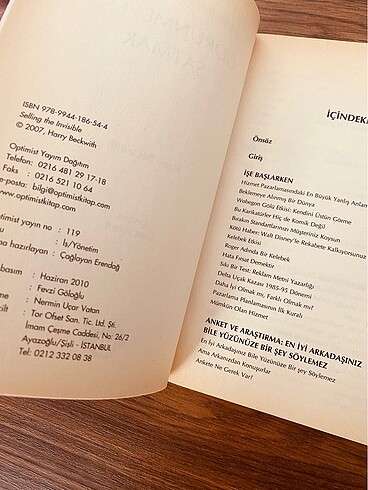 ISBN 978-9944-186-54-4
Selling the Invisible
© 2007, Harry Beckwith
Optimist Yayım Dağıtım
Telefon: 0216 481 29 17-18
Faks : 0216 521 10 64
e-posta: bilgi@optimistkitap.com
www.optimistkitap.com
Optimist yayın no : 119
: İş/Yönetim
hazırlayan : Çağlayan Erendağ
basım : Haziran 2010
: Fevzi Göloğlu
: Nermin Uçar Vatan
cilt : Tor Ofset San. Tic. Ltd. Şti.
İmam Çeşme Caddesi, No: 26/2
Ayazoğlu/Şişli - İSTANBUL
Tel: 0212 332 08 38
İÇİNDEKİ
Önsöz
Giriş
İŞE BAŞLARKEN
Hizmet Pazarlamasındaki En Büyük Yanlış Anlam
Beklemeye Alınmış Bir Dünya
Wobegon Gölü Etkisi: Kendini Üstün Görme
Bu Karikatürler Hiç de Komik Değil
Bırakın Standartlarınızı Müşteriniz Koysun
Kötü Haber: Walt Disney'le Rekabete Kalkıyorsunuz
Kelebek Etkisi
Roger Adında Bir Kelebek
Hata Fırsat Demektir
Sıkı Bir Test: Reklam Metni Yazarlığı
Delta Uçak Kazası 1985-95 Dönemi
Daha İyi Olmak mı, Farklı Olmak mı?
Pazarlama Planlamasının İlk Kuralı
Mümkün Olan Hizmet
ANKET VE ARAŞTIRMA: EN İYİ ARKADAŞINIZ
BİLE YÜZÜNÜZE BİR ŞEY SÖYLEMEZ
En İyi Arkadaşınız Bile Yüzünüze Bir şey Söylemez
Ama Arkanızdan Konuşurlar
Ankete Ne Gerek Var?